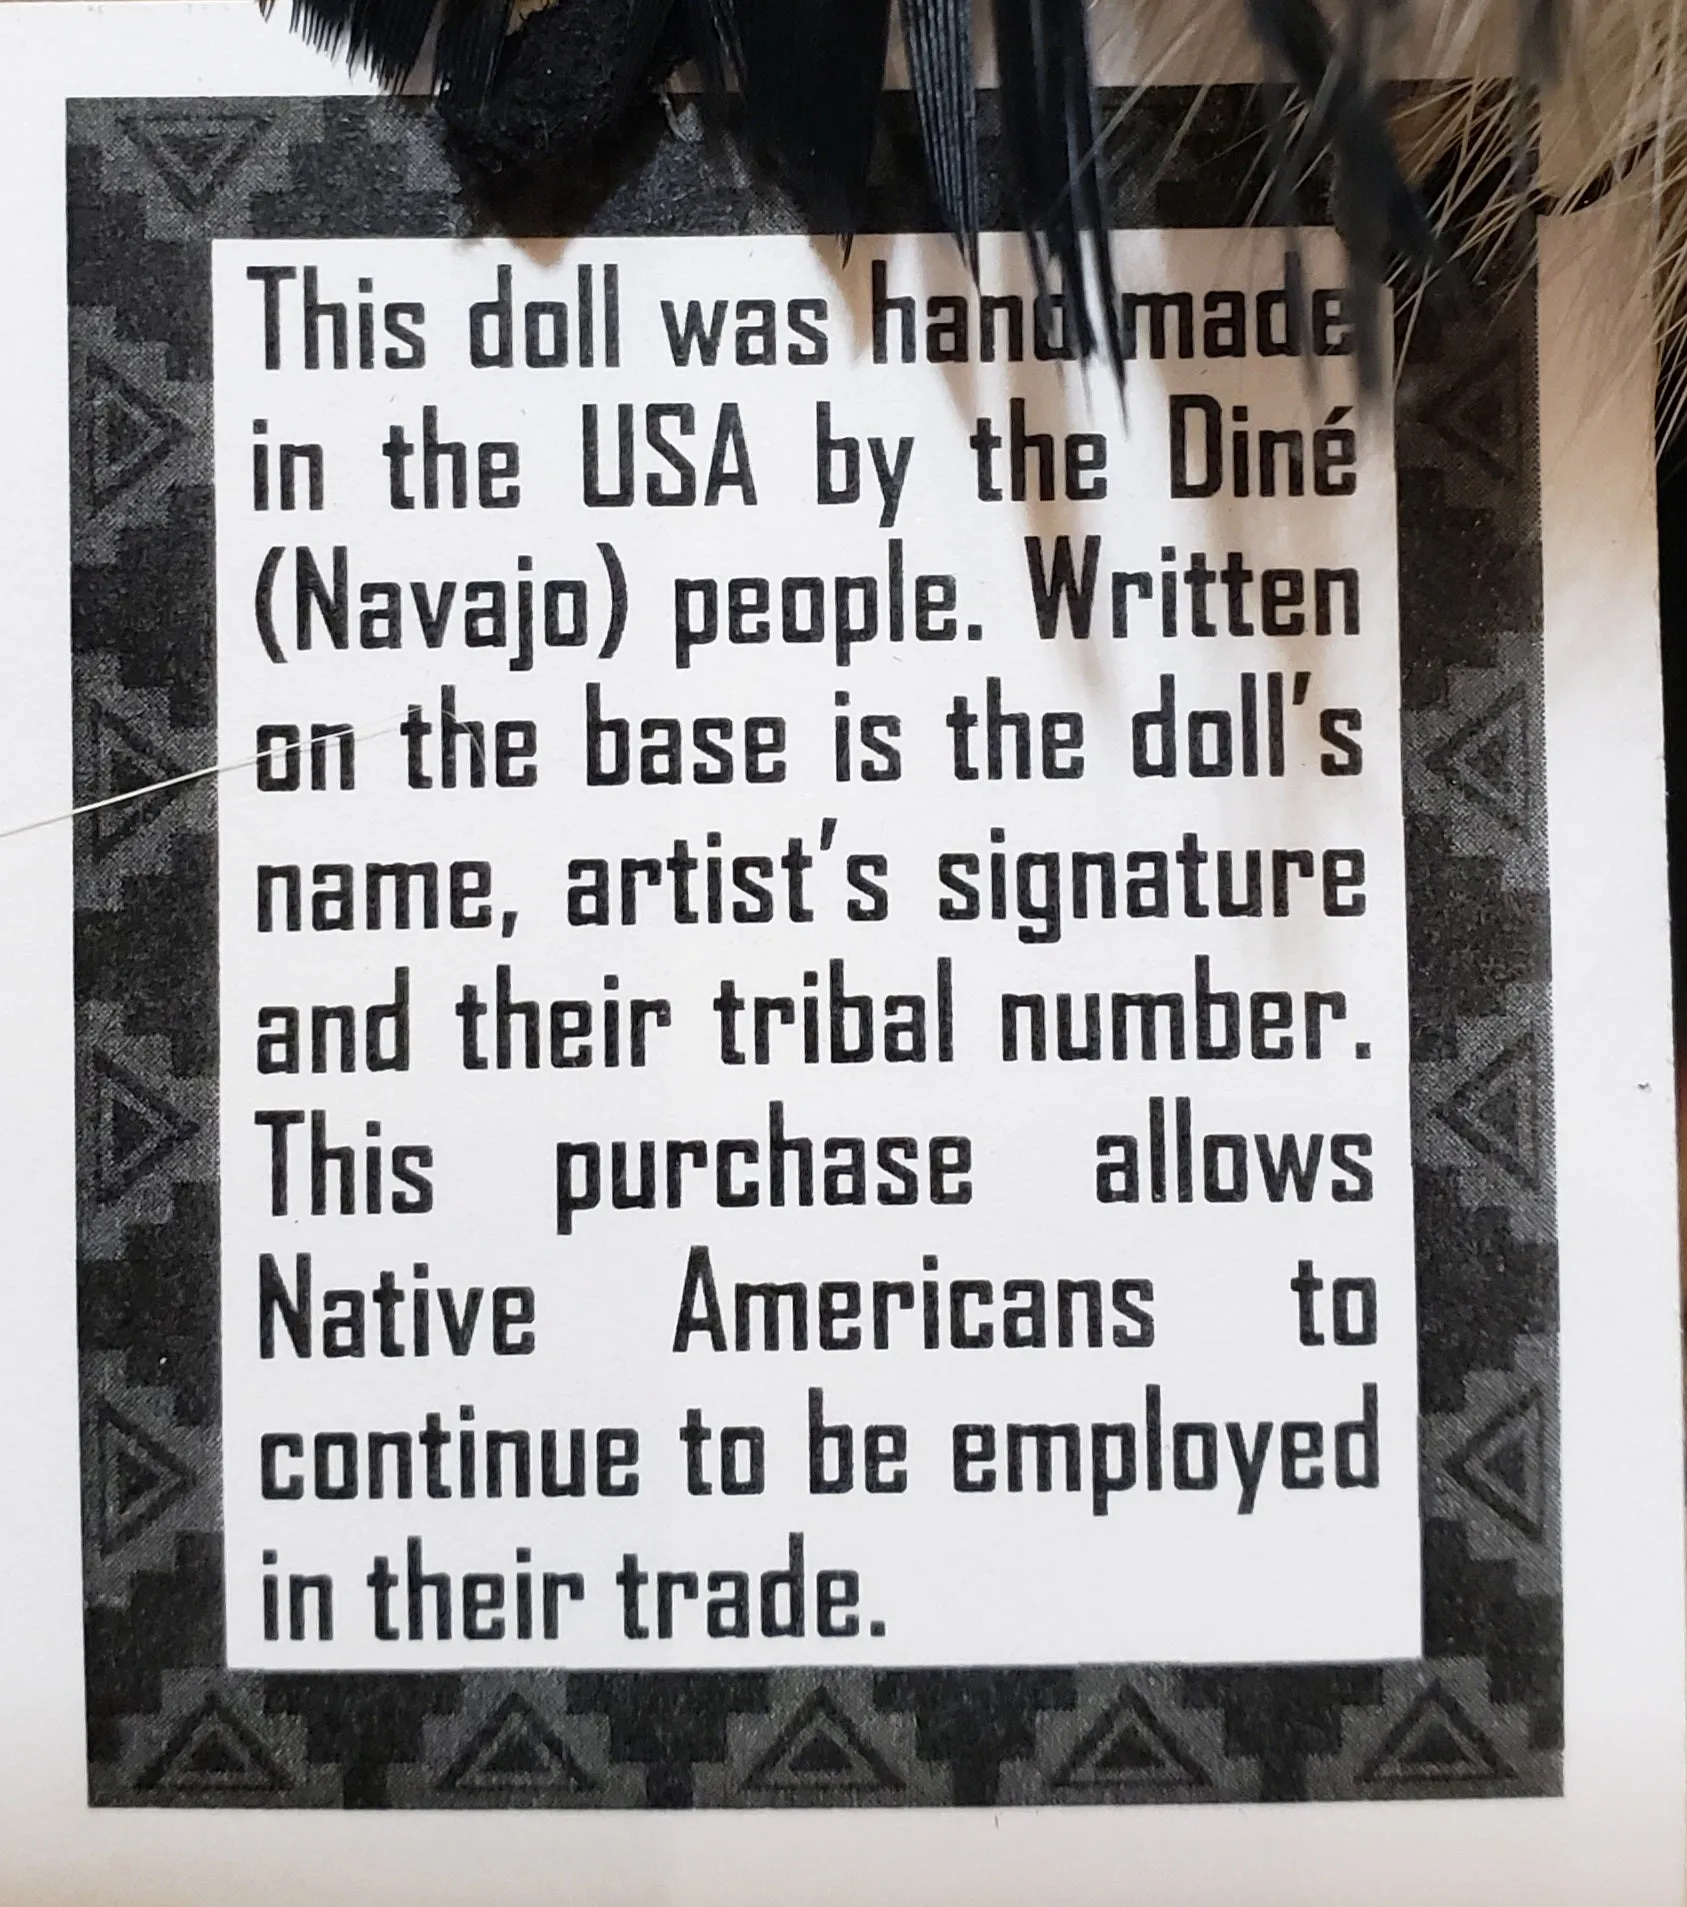 This doll was hand made
in the USA by the Diné
(Navajo) people. Written
on the base is the doll's
name, artist's signature
and their tribal number.
This purchase allows
Native Americans to
continue to be employed
in their trade.